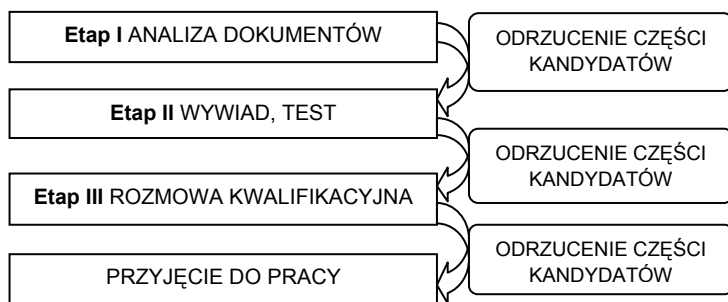 Etap I ANALIZA DOKUMENTÓW
ODRZUCENIE CZĘŚCI
KANDYDATÓW
Etap II WYWIAD, TEST
ODRZUCENIE CZĘŚCI
KANDYDATÓW
Etap III ROZMOWA KWALIFIKACYJNA
ODRZUCENIE CZĘŚCI
KANDYDATÓW
PRZYJĘCIE DO PRACY